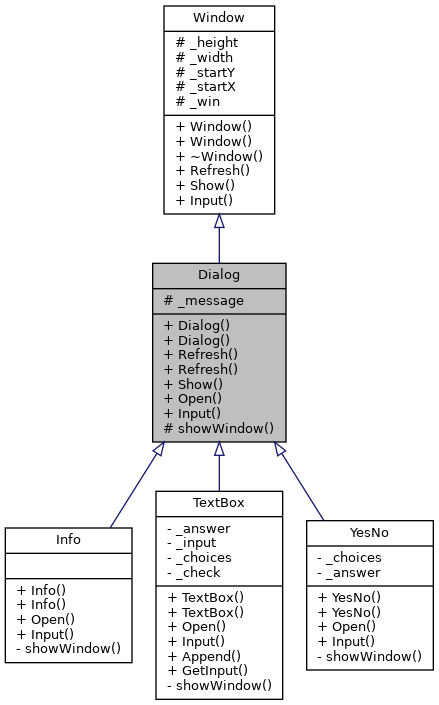 Window
# _height
# _width
# _startY
# _startX
# _win
+ Window()
+ Window()
+ ~Window()
+ Refresh()
+ Show()
+ Input()
Dialog
# _message
+ Dialog()
+ Dialog()
+ Refresh()
+ Refresh()
+ Show()
+ Open()
+ Input()
# showWindow()
Info
+ Info()
+ Info()
+ Open()
+ Input()
- showWindow()
TextBox
- _answer
- _input
- _choices
- _check
+ TextBox()
+ TextBox()
+ Open()
+ Input()
+ Append()
+ GetInput()
- showWindow()
YesNo
- _choices
- _answer
+ YesNo()
+ YesNo()
+ Open()
+ Input()
- showWindow()